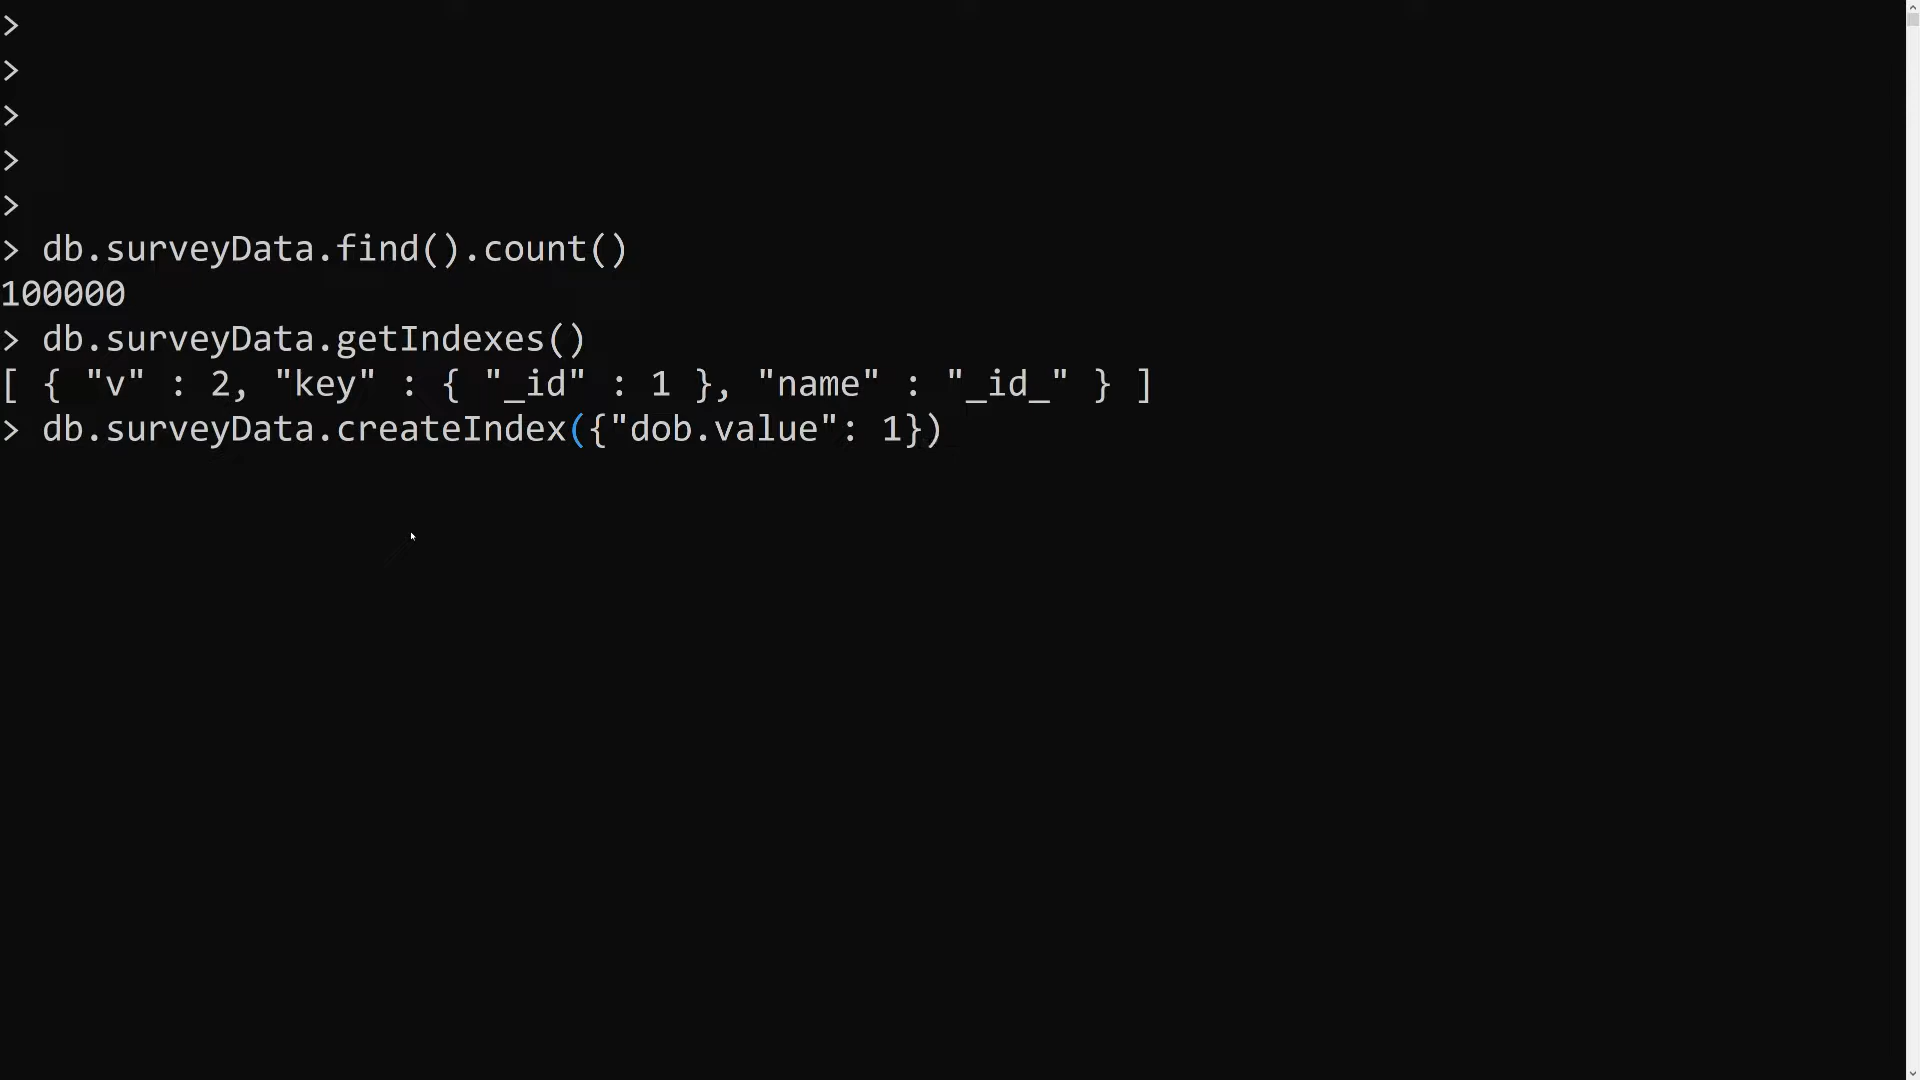 >
>
>
>
>
> db.surveyData.find().count()
100000
> db.surveyData.getIndexes()
[ { "v" : 2, "key" : { "_id" : 1 }, "name" : "_id_" } ]
> db.surveyData.createIndex({"dob.value": 1})